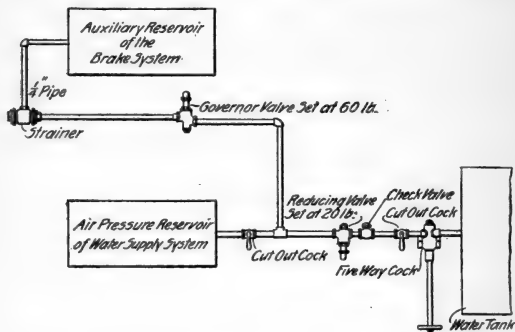 Auxiliary Reservoir
of the
Brake System.
1/4" Pipe
Strainer
Governor Valve Set at 60 lb.
Air Pressure Reservoir
of Water Supply System
Cut Out Cock
Reducing Valve
Set at 20 lb.
Check Valve
Cut Out Cock
Five Way Cock
Water Tank